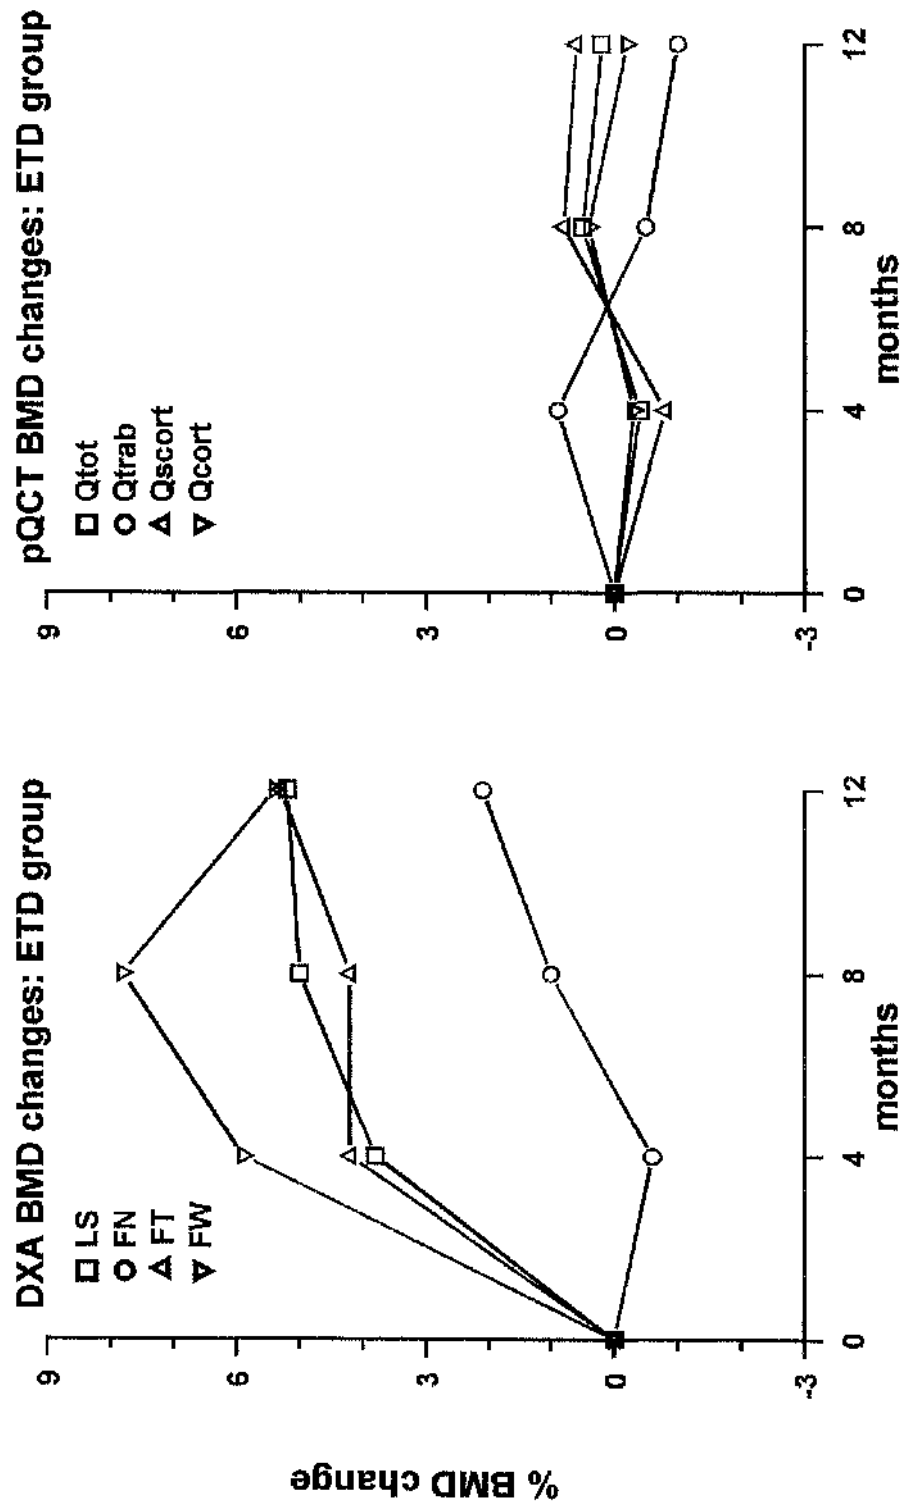 DXA BMD changes: ETD group
LS
FN
FT
FW
9
6
3
0
-3
0
4
8
12
months
% BMD change
pQCT BMD changes: ETD group
Qtot
Qtrab
Qscort
Qcort
9
6
3
0
-3
0
4
8
12
months